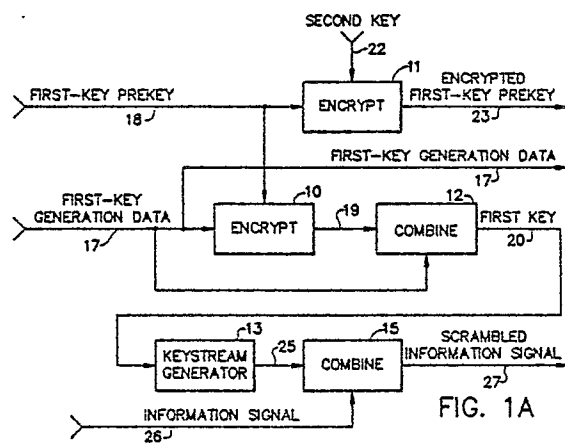 SECOND KEY
22
11
FIRST-KEY PREKEY
18
ENCRYPT
ENCRYPTED
FIRST-KEY PREKEY
23
FIRST-KEY GENERATION DATA
17
FIRST-KEY
GENERATION DATA
17
10
ENCRYPT
19
12
COMBINE
FIRST KEY
20
13
KEYSTREAM
GENERATOR
25
15
COMBINE
SCRAMBLED
INFORMATION SIGNAL
27
INFORMATION SIGNAL
26
FIG. 1A